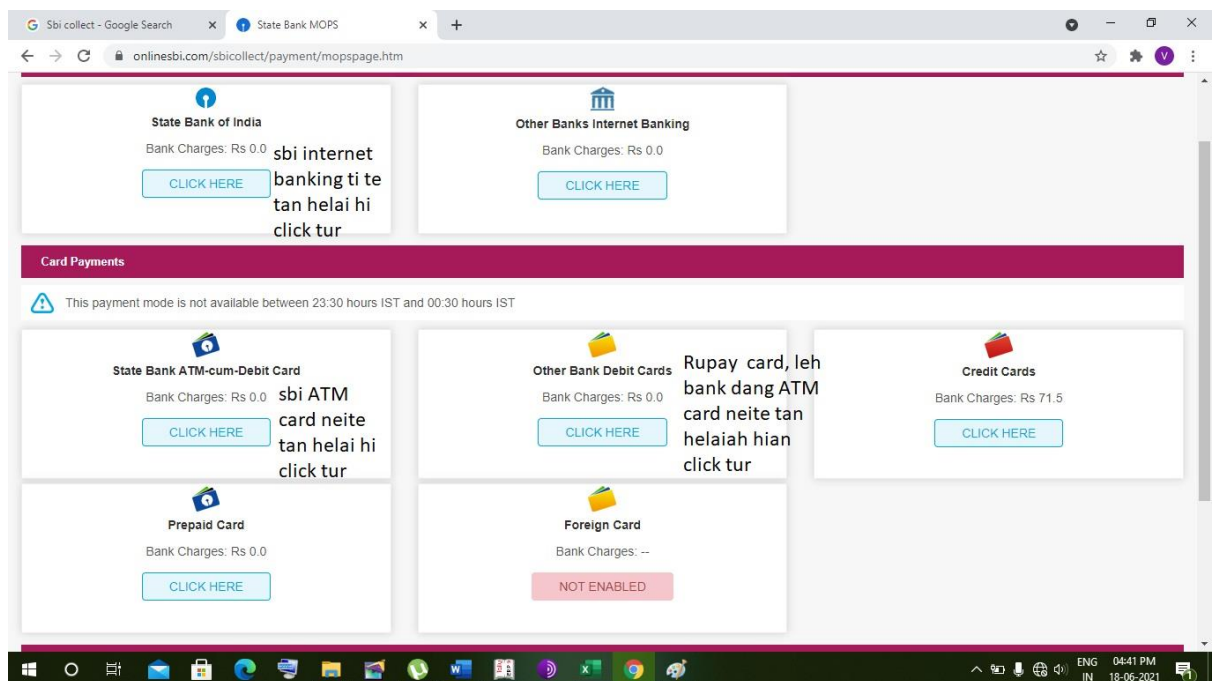 Sbi collect - Google Search
State Bank MOPS
onlinesbi.com/sbicollect/payment/mopspage.htm
V
State Bank of India
Bank Charges: Rs 0.0
CLICK HERE
sbi internet
banking ti te
tan helai hi
click tur
Other Banks Internet Banking
Bank Charges: Rs 0.0
CLICK HERE
Card Payments
This payment mode is not available between 23:30 hours IST and 00:30 hours IST
State Bank ATM-cum-Debit Card
Bank Charges: Rs 0.0
CLICK HERE
sbi ATM
card neite
tan helai hi
click tur
Other Bank Debit Cards
Bank Charges: Rs 0.0
CLICK HERE
Rupay card, leh
bank dang ATM
card neite tan
helaiah hian
click tur
Credit Cards
Bank Charges: Rs 71.5
CLICK HERE
Prepaid Card
Bank Charges: Rs 0.0
CLICK HERE
Foreign Card
Bank Charges: --
NOT ENABLED
ENG 04:41 PM
IN 18-06-2021